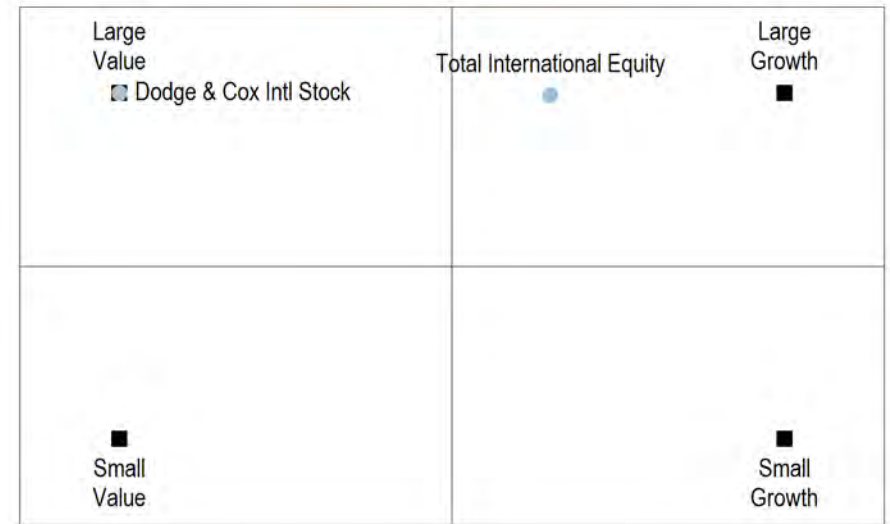 Large
Value
Dodge & Cox Intl Stock
Total International Equity
Large
Growth
Small
Value
Small
Growth